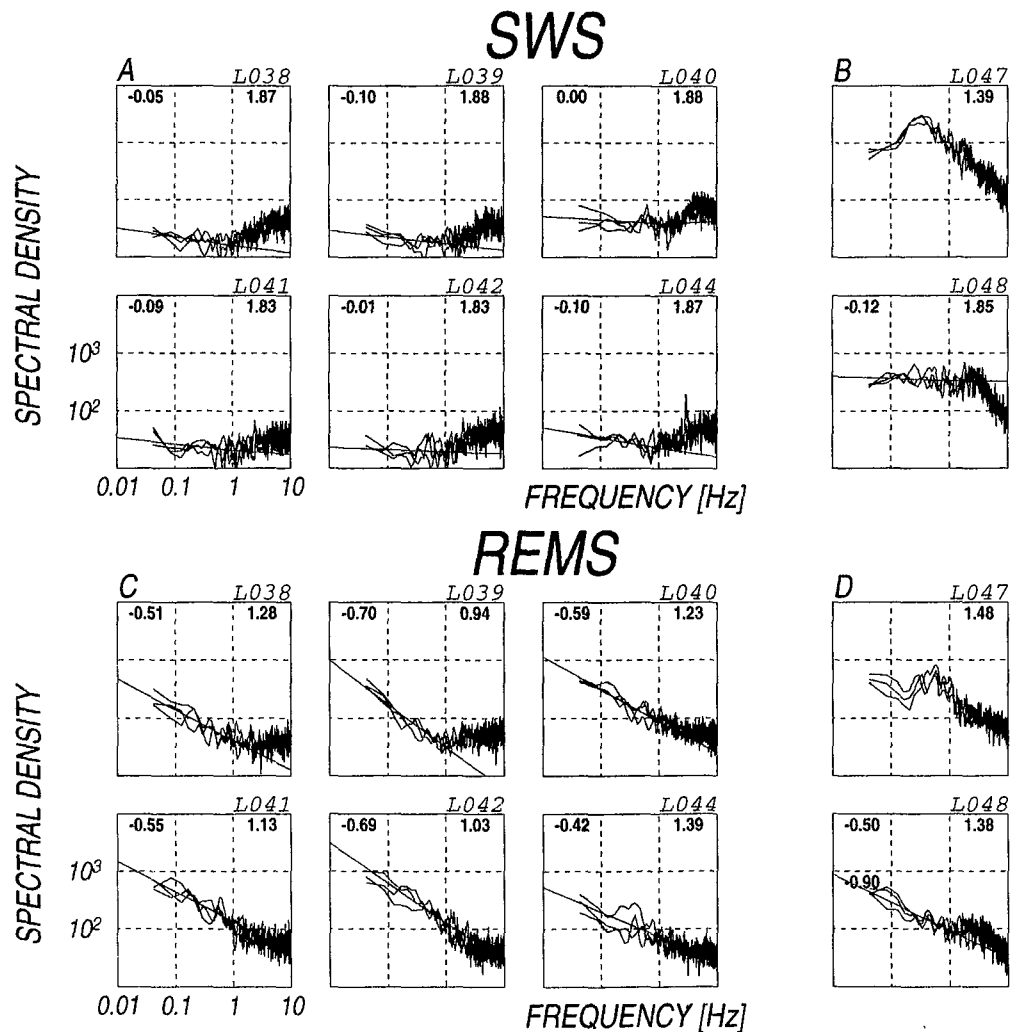 SWS
A L038 L039 L040 B L047
-0.05 1.87 -0.10 1.88 0.00 1.88 1.39
SPECTRAL DENSITY
L041 L042 L044 L048
-0.09 1.83 -0.01 1.83 -0.10 1.87 -0.12 1.85
10³
10²
0.01 0.1 1 10 FREQUENCY [Hz]
REMS
C L038 L039 L040 D L047
-0.51 1.28 -0.70 0.94 -0.59 1.23 1.48
SPECTRAL DENSITY
L041 L042 L044 L048
-0.55 1.13 -0.69 1.03 -0.42 1.39 -0.50 1.38
10³ -0.90
10²
0.01 0.1 1 10 FREQUENCY [Hz]